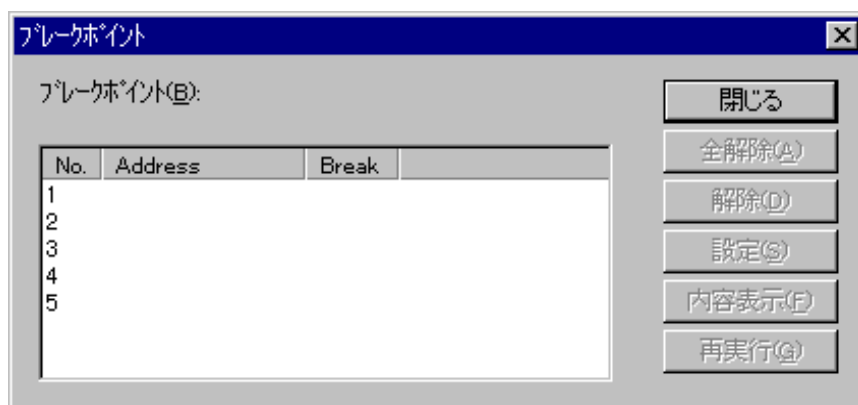 ブレークポイント
ブレークポイント(B):
No. Address Break
1
2
3
4
5
閉じる
全解除(A)
解除(D)
設定(S)
内容表示(F)
再実行(G)